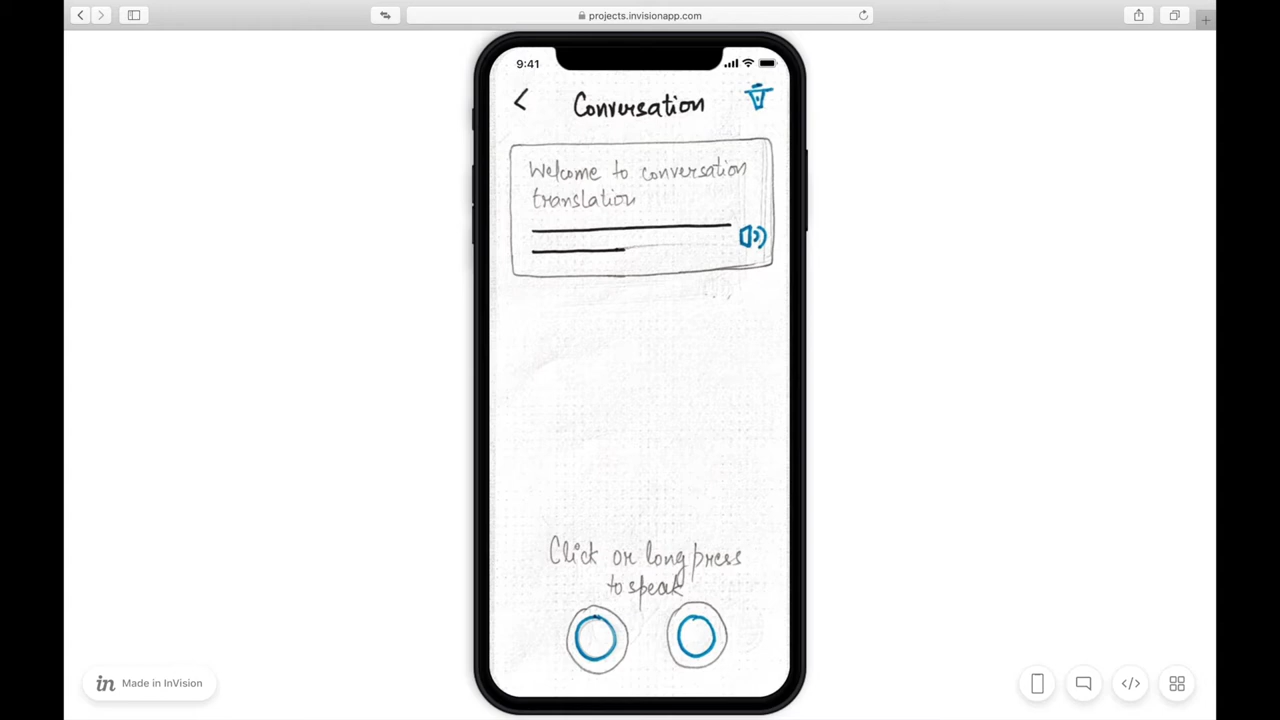 projects.invisionapp.com
9:41
Conversation
Welcome to conversation
translation
Click or long press
to speak
in Made in InVision